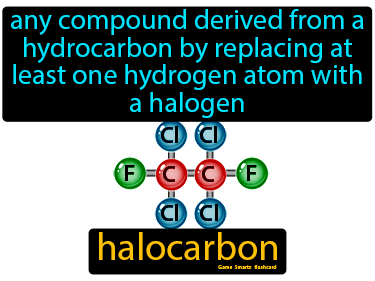 any compound derived from a
hydrocarbon by replacing at
least one hydrogen atom with
a halogen
Cl Cl
F C C F
Cl Cl
halocarbon
Game Smartz flashcard